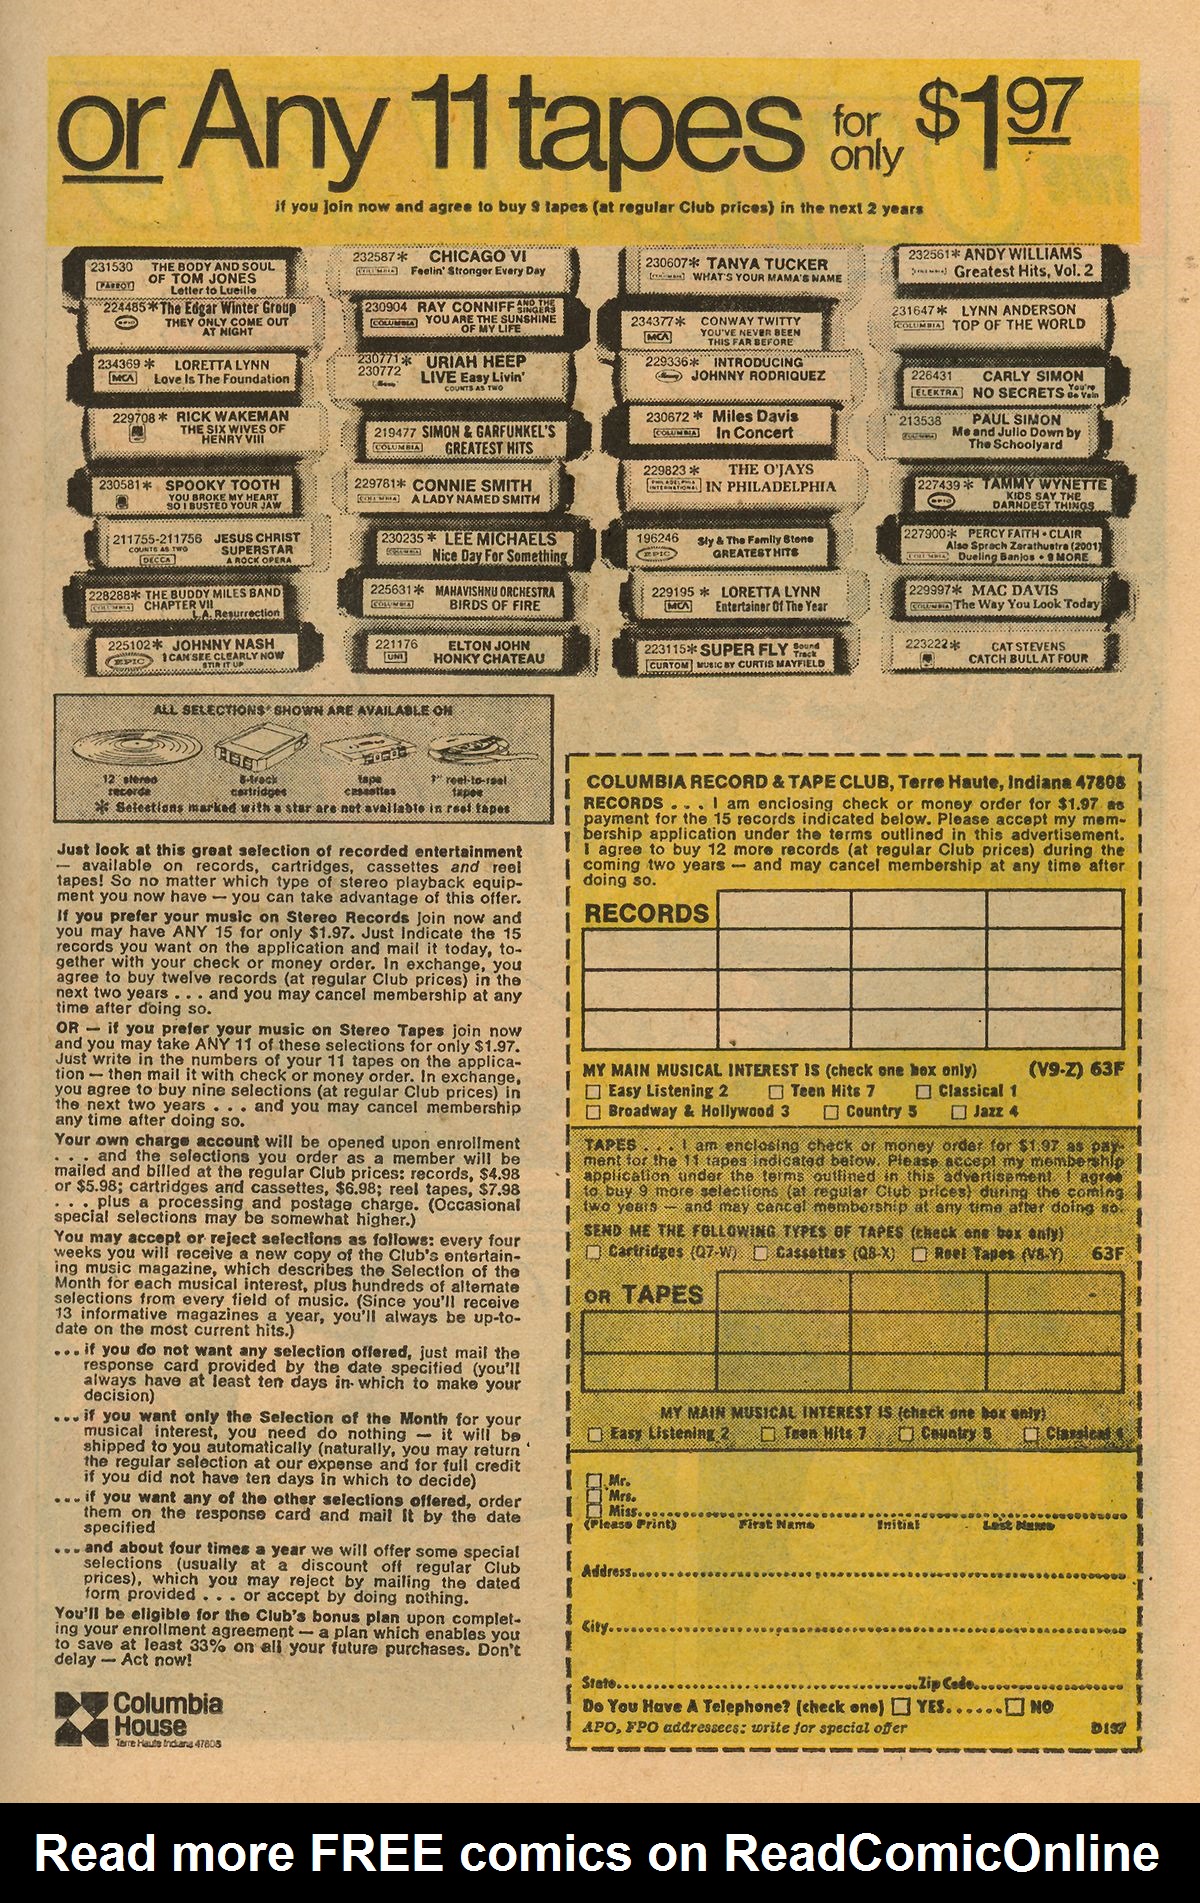 or Any 11 tapes for only $1.97
if you join now and agree to buy 9 tapes (at regular Club prices) in the next 2 years
231530 THE BODY AND SOUL
PARROT OF TOM JONES
Letter to Lucille
224485* The Edgar Winter Group
EPIC THEY ONLY COME OUT
AT NIGHT
234369* LORETTA LYNN
MCA Love Is The Foundation
229708* RICK WAKEMAN
THE SIX WIVES OF
HENRY VIII
230581* SPOOKY TOOTH
YOU BROKE MY HEART
SO I BUSTED YOUR JAW
211755-211756 JESUS CHRIST
COUNTS AS TWO SUPERSTAR
DECCA A ROCK OPERA
228288* THE BUDDY MILES BAND
COLUMBIA CHAPTER VII
L.A. Resurrection
225102* JOHNNY NASH
EPIC I CAN SEE CLEARLY NOW
STIR IT UP
232587* CHICAGO VI
COLUMBIA Feelin' Stronger Every Day
230904 RAY CONNIFF AND THE SINGERS
COLUMBIA YOU ARE THE SUNSHINE
OF MY LIFE
230771* URIAH HEEP
230772 LIVE Easy Livin'
COUNTS AS TWO
219477 SIMON & GARFUNKEL'S
COLUMBIA GREATEST HITS
229781* CONNIE SMITH
COLUMBIA A LADY NAMED SMITH
230235* LEE MICHAELS
COLUMBIA Nice Day For Something
225631* MAHAVISHNU ORCHESTRA
COLUMBIA BIRDS OF FIRE
221176 ELTON JOHN
UNI HONKY CHATEAU
230607* TANYA TUCKER
COLUMBIA WHAT'S YOUR MAMA'S NAME
234377* CONWAY TWITTY
MCA YOU'VE NEVER BEEN
THIS FAR BEFORE
229336* INTRODUCING
JOHNNY RODRIQUEZ
230672* Miles Davis
COLUMBIA In Concert
229823* THE O'JAYS
PHILADELPHIA INTERNATIONAL IN PHILADELPHIA
196246 Sly & The Family Stone
EPIC GREATEST HITS
229195* LORETTA LYNN
MCA Entertainer Of The Year
223115* SUPER FLY Sound Track
CURTOM MUSIC BY CURTIS MAYFIELD
232561* ANDY WILLIAMS
COLUMBIA Greatest Hits, Vol. 2
231647* LYNN ANDERSON
COLUMBIA TOP OF THE WORLD
226431 CARLY SIMON
ELEKTRA NO SECRETS You're So Vain
213538 PAUL SIMON
COLUMBIA Me and Julio Down by
The Schoolyard
227439* TAMMY WYNETTE
EPIC KIDS SAY THE
DARNDEST THINGS
227900* PERCY FAITH • CLAIR
Also Sprach Zarathustra (2001)
COLUMBIA Dueling Banjos • 9 MORE
229997* MAC DAVIS
COLUMBIA The Way You Look Today
223222* CAT STEVENS
CATCH BULL AT FOUR
ALL SELECTIONS* SHOWN ARE AVAILABLE ON
12" stereo records
8-track cartridges
tape cassettes
7" reel-to-reel tapes
* Selections marked with a star are not available in reel tapes
Just look at this great selection of recorded entertainment
— available on records, cartridges, cassettes and reel
tapes! So no matter which type of stereo playback equip-
ment you now have — you can take advantage of this offer.
If you prefer your music on Stereo Records join now and
you may have ANY 15 for only $1.97. Just indicate the 15
records you want on the application and mail it today, to-
gether with your check or money order. In exchange, you
agree to buy twelve records (at regular Club prices) in the
next two years . . . and you may cancel membership at any
time after doing so.
OR — if you prefer your music on Stereo Tapes join now
and you may take ANY 11 of these selections for only $1.97.
Just write in the numbers of your 11 tapes on the applica-
tion — then mail it with check or money order. In exchange,
you agree to buy nine selections (at regular Club prices) in
the next two years . . . and you may cancel membership
any time after doing so.
Your own charge account will be opened upon enrollment
. . . and the selections you order as a member will be
mailed and billed at the regular Club prices: records, $4.98
or $5.98; cartridges and cassettes, $6.98; reel tapes, $7.98
. . . plus a processing and postage charge. (Occasional
special selections may be somewhat higher.)
You may accept or reject selections as follows: every four
weeks you will receive a new copy of the Club's entertain-
ing music magazine, which describes the Selection of the
Month for each musical interest, plus hundreds of alternate
selections from every field of music. (Since you'll receive
13 informative magazines a year, you'll always be up-to-
date on the most current hits.)
... if you do not want any selection offered, just mail the
response card provided by the date specified (you'll
always have at least ten days in which to make your
decision)
... if you want only the Selection of the Month for your
musical interest, you need do nothing — it will be
shipped to you automatically (naturally, you may return
the regular selection at our expense and for full credit
if you did not have ten days in which to decide)
... if you want any of the other selections offered, order
them on the response card and mail it by the date
specified
... and about four times a year we will offer some special
selections (usually at a discount off regular Club
prices), which you may reject by mailing the dated
form provided . . . or accept by doing nothing.
You'll be eligible for the Club's bonus plan upon complet-
ing your enrollment agreement — a plan which enables you
to save at least 33% on all your future purchases. Don't
delay — Act now!
Columbia
House
Terre Haute Indiana 47808
COLUMBIA RECORD & TAPE CLUB, Terre Haute, Indiana 47808
RECORDS . . . I am enclosing check or money order for $1.97 as
payment for the 15 records indicated below. Please accept my mem-
bership application under the terms outlined in this advertisement.
I agree to buy 12 more records (at regular Club prices) during the
coming two years — and may cancel membership at any time after
doing so.
RECORDS
MY MAIN MUSICAL INTEREST IS (check one box only) (V9-Z) 63F
Easy Listening 2 Teen Hits 7 Classical 1
Broadway & Hollywood 3 Country 5 Jazz 4
TAPES . . . I am enclosing check or money order for $1.97 as pay-
ment for the 11 tapes indicated below. Please accept my membership
application under the terms outlined in this advertisement. I agree
to buy 9 more selections (at regular Club prices) during the coming
two years — and may cancel membership at any time after doing so.
SEND ME THE FOLLOWING TYPES OF TAPES (check one box only)
Cartridges (Q7-W) Cassettes (Q8-X) Reel Tapes (V8-Y) 63F
OR TAPES
MY MAIN MUSICAL INTEREST IS (check one box only)
Easy Listening 2 Teen Hits 7 Country 5 Classical
Mr.
Mrs.
Miss
(Please Print) First Name Initial Last Name
Address
City
State Zip Code
Do You Have A Telephone? (check one) YES...... NO
APO, FPO addressees: write for special offer D197
Read more FREE comics on ReadComicOnline